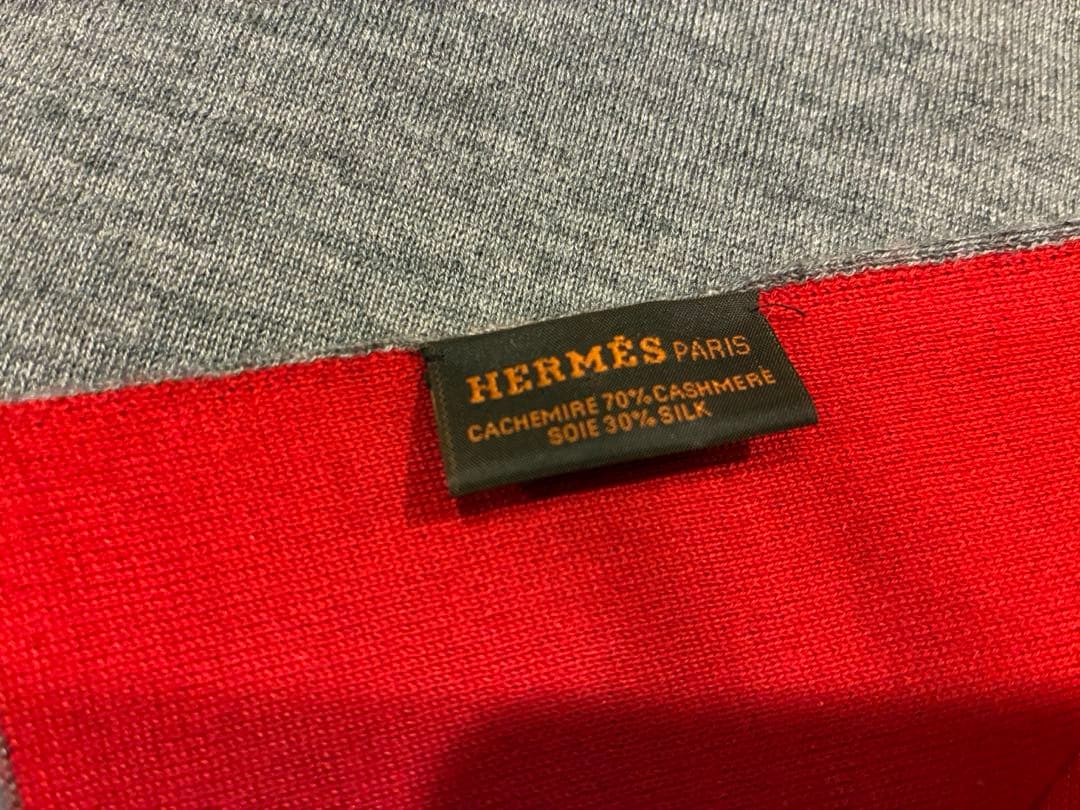 HERMÈS PARIS
CACHEMIRE 70% CASHMERE
SOIE 30% SILK